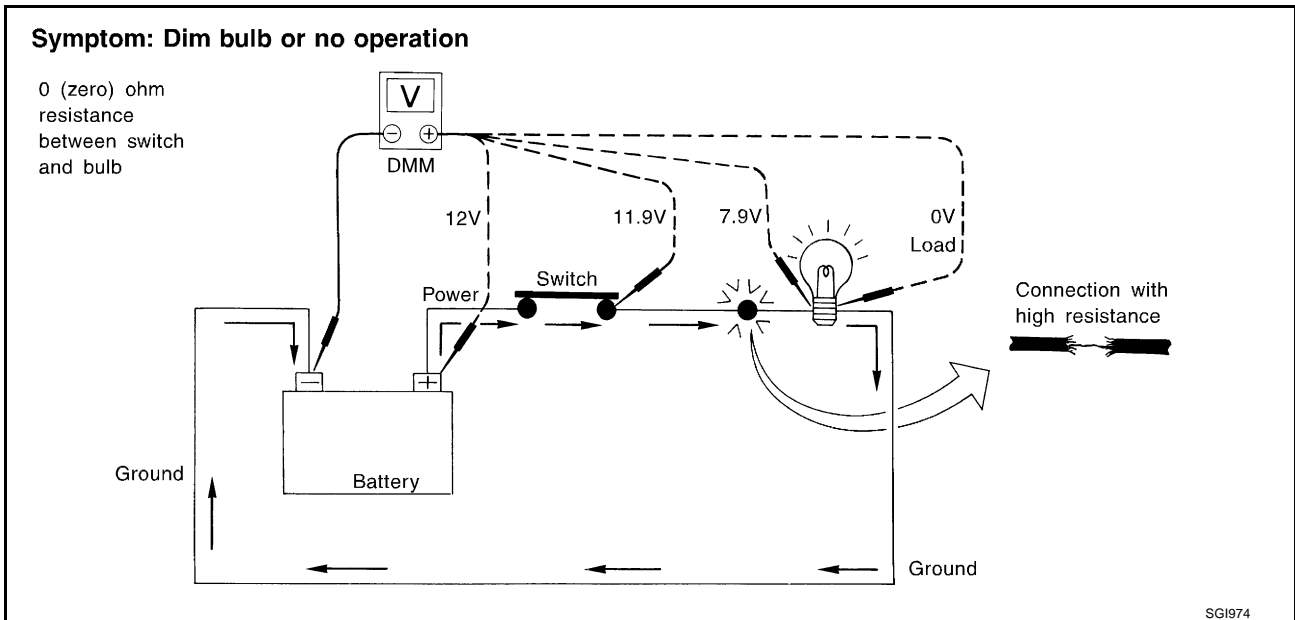 Symptom: Dim bulb or no operation
0 (zero) ohm
resistance
between switch
and bulb
V
− +
DMM
12V
11.9V
7.9V
0V
Load
Switch
Power
Connection with
high resistance
− +
Ground
Battery
Ground
SGI974